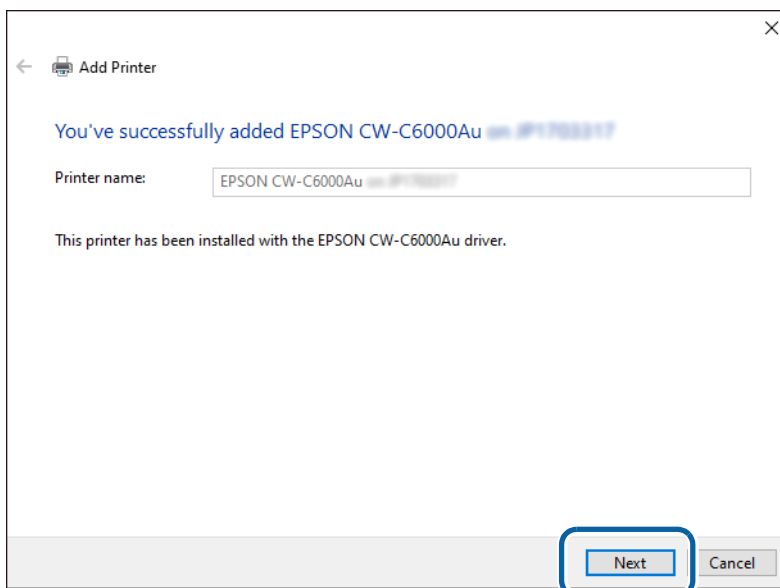 Add Printer
You've successfully added EPSON CW-C6000Au
Printer name:
EPSON CW-C6000Au
This printer has been installed with the EPSON CW-C6000Au driver.
Next
Cancel